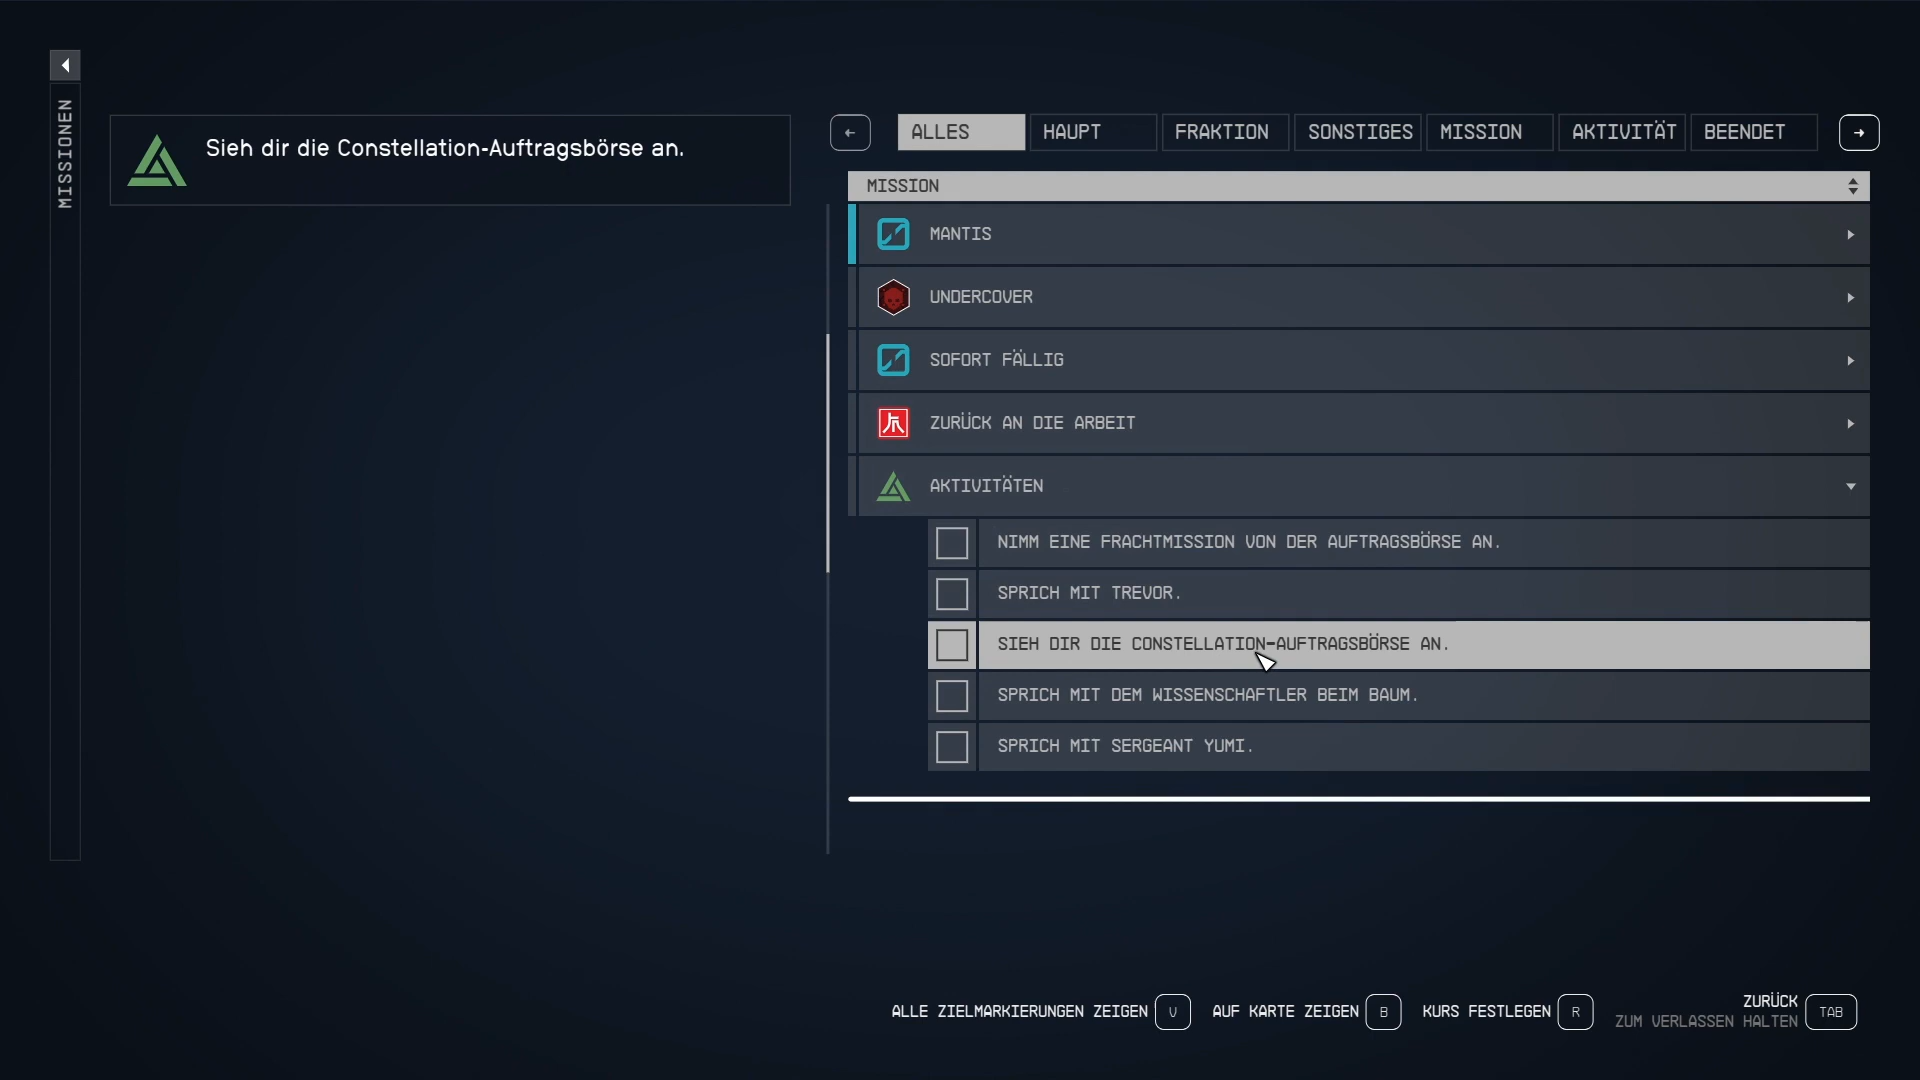 MISSIONEN
Sieh dir die Constellation-Auftragsbörse an.
ALLES HAUPT FRAKTION SONSTIGES MISSION AKTIVITÄT BEENDET
MISSION
MANTIS
UNDERCOVER
SOFORT FÄLLIG
ZURÜCK AN DIE ARBEIT
AKTIVITÄTEN
NIMM EINE FRACHTMISSION VON DER AUFTRAGSBÖRSE AN.
SPRICH MIT TREVOR.
SIEH DIR DIE CONSTELLATION-AUFTRAGSBÖRSE AN.
SPRICH MIT DEM WISSENSCHAFTLER BEIM BAUM.
SPRICH MIT SERGEANT YUMI.
ALLE ZIELMARKIERUNGEN ZEIGEN V AUF KARTE ZEIGEN B KURS FESTLEGEN R ZURÜCK
ZUM VERLASSEN HALTEN TAB